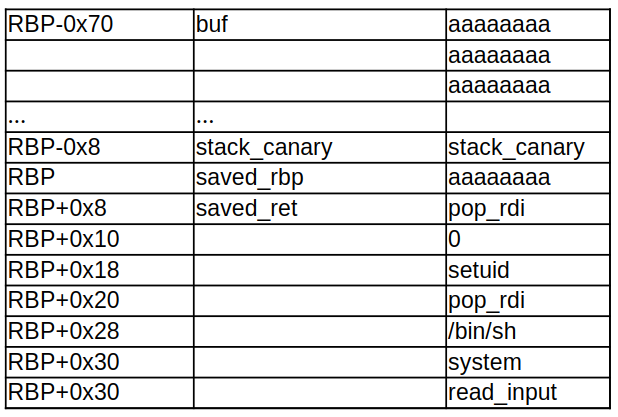 RBP-0x70 buf aaaaaaaa
aaaaaaaa
aaaaaaaa
... ...
RBP-0x8 stack_canary stack_canary
RBP saved_rbp aaaaaaaa
RBP+0x8 saved_ret pop_rdi
RBP+0x10 0
RBP+0x18 setuid
RBP+0x20 pop_rdi
RBP+0x28 /bin/sh
RBP+0x30 system
RBP+0x30 read_input